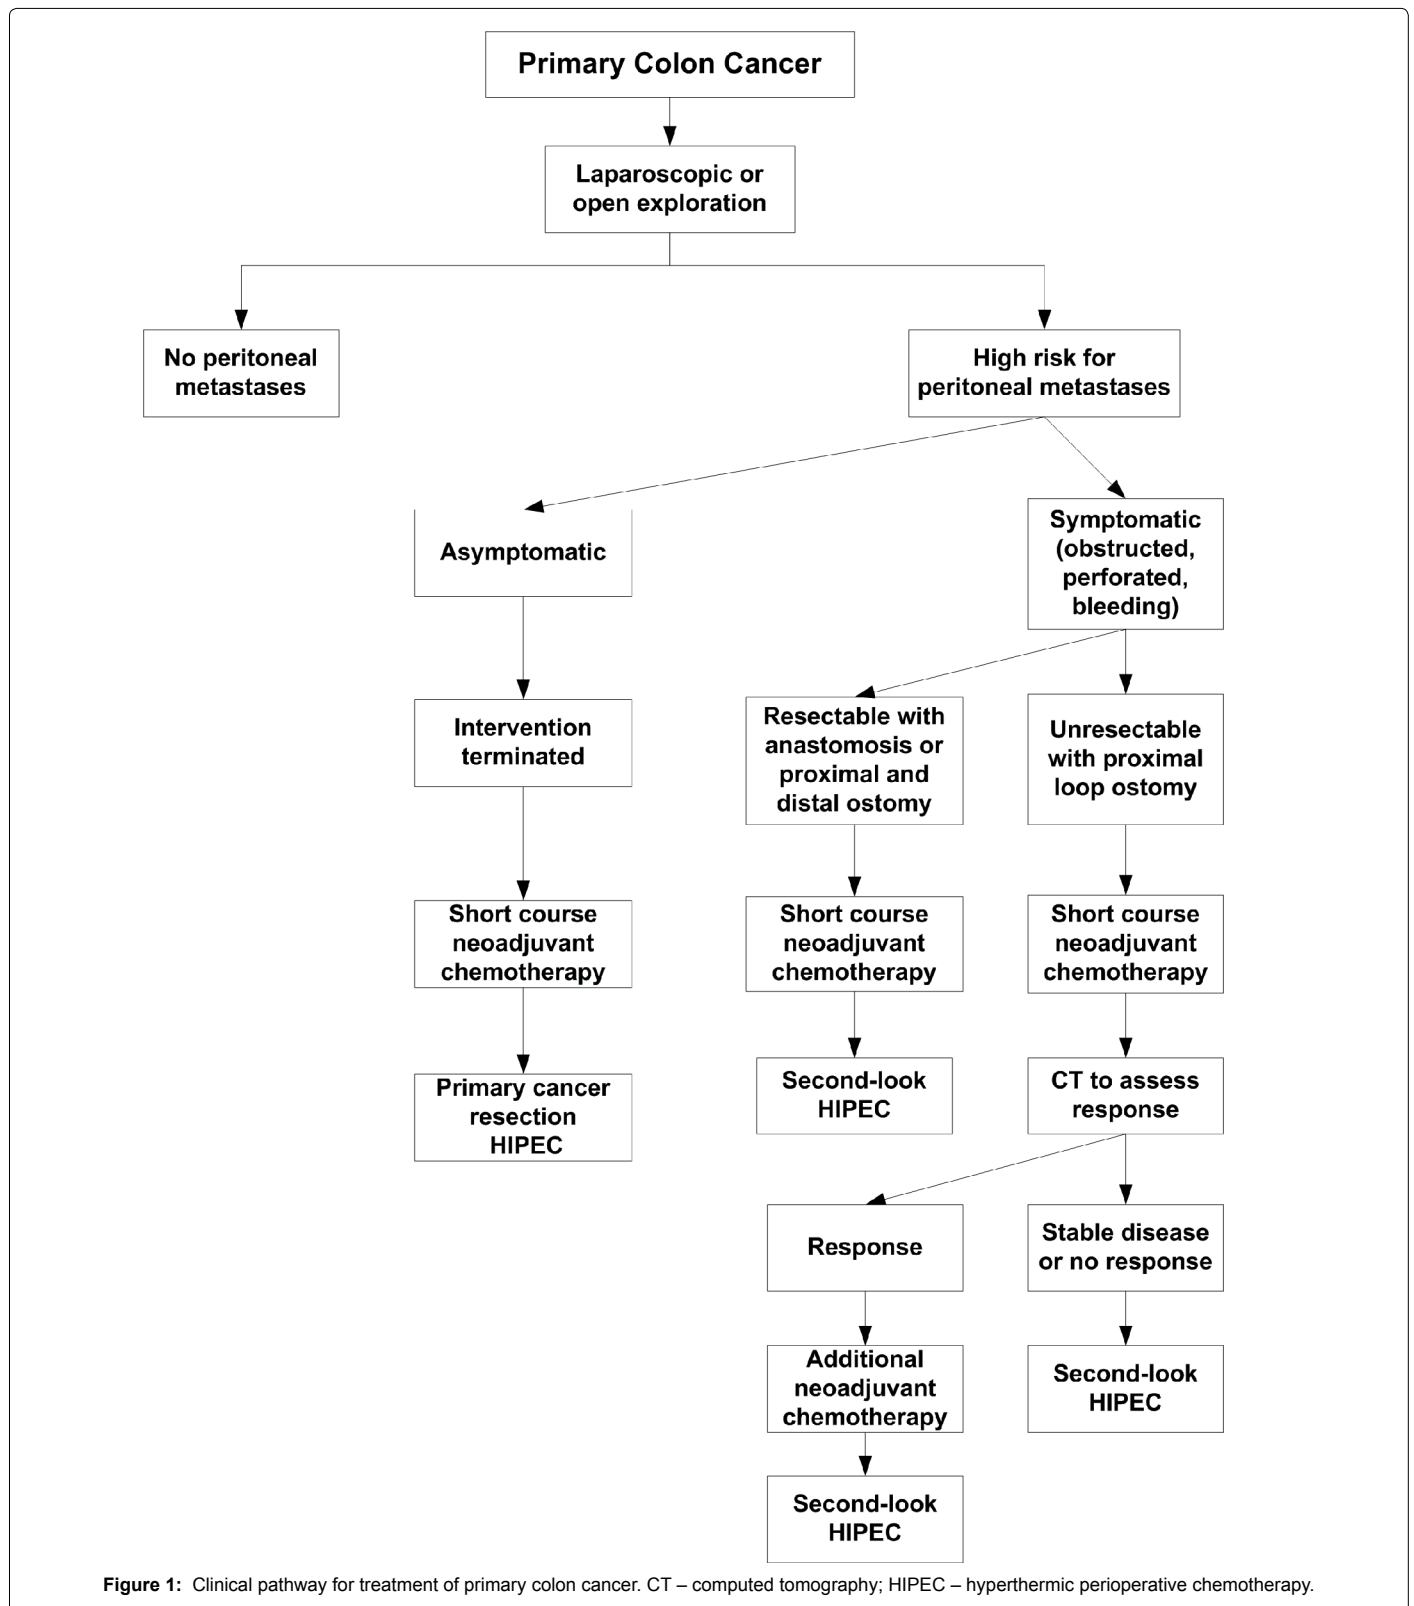 Primary Colon Cancer
Laparoscopic or
open exploration
No peritoneal
metastases
High risk for
peritoneal metastases
Asymptomatic
Symptomatic
(obstructed,
perforated,
bleeding)
Intervention
terminated
Resectable with
anastomosis or
proximal and
distal ostomy
Unresectable
with proximal
loop ostomy
Short course
neoadjuvant
chemotherapy
Short course
neoadjuvant
chemotherapy
Short course
neoadjuvant
chemotherapy
Primary cancer
resection
HIPEC
Second-look
HIPEC
CT to assess
response
Response
Stable disease
or no response
Additional
neoadjuvant
chemotherapy
Second-look
HIPEC
Second-look
HIPEC
Figure 1: Clinical pathway for treatment of primary colon cancer. CT – computed tomography; HIPEC – hyperthermic perioperative chemotherapy.